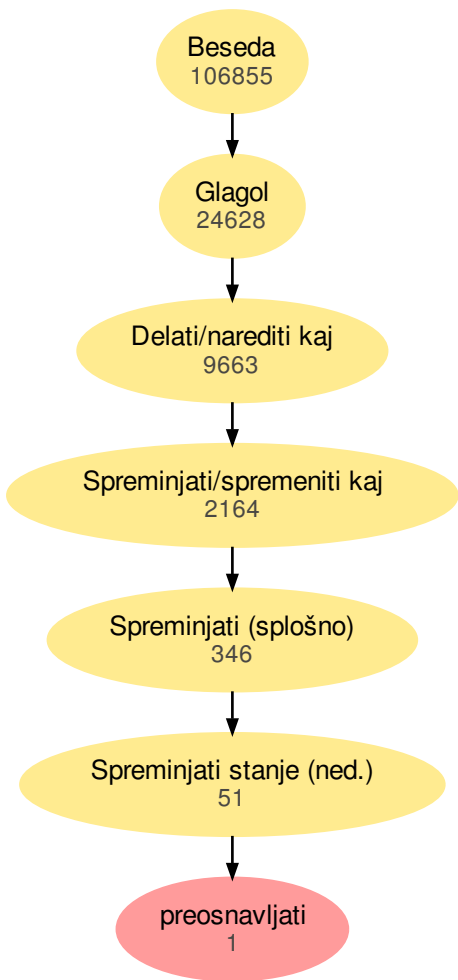 Beseda
106855
Glagol
24628
Delati/narediti kaj
9663
Spreminjati/spremeniti kaj
2164
Spreminjati (splošno)
346
Spreminjati stanje (ned.)
51
preosnavljati
1